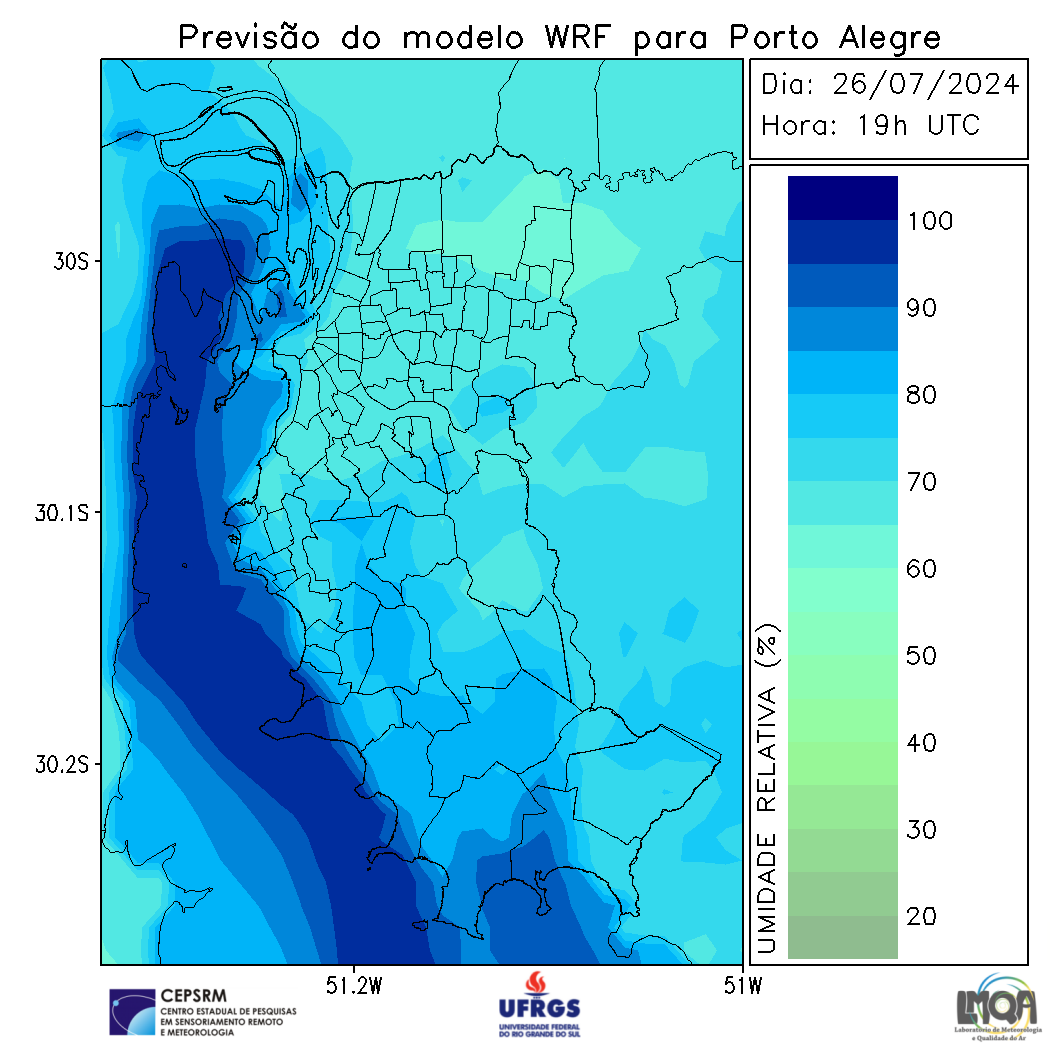 Previsão do modelo WRF para Porto Alegre
Dia: 26/07/2024
Hora: 19h UTC
30S
30.1S
30.2S
51.2W
51W
UMIDADE RELATIVA (%)
100
90
80
70
60
50
40
30
20
CEPSRM
CENTRO ESTADUAL DE PESQUISAS
EM SENSORIAMENTO REMOTO
E METEOROLOGIA
UFRGS
UNIVERSIDADE FEDERAL
DO RIO GRANDE DO SUL
LMQA
Laboratório de Meteorologia
e Qualidade do Ar